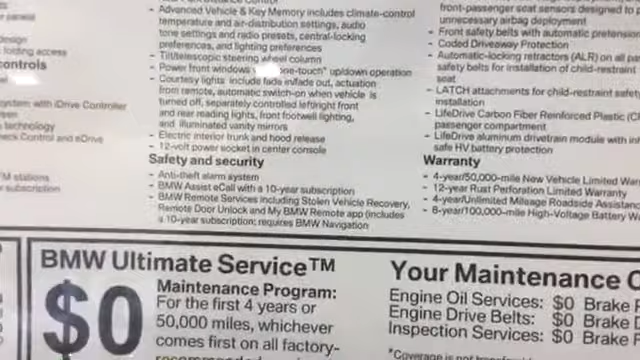 panel
design
folding access
controls
system with iDrive Controller
technology
Check Control and eDrive
FM stations
subscription
- Advanced Vehicle & Key Memory includes climate-control
temperature and air-distribution settings, audio
tone settings and radio presets, central-locking
preferences, and lighting preferences
- Tilt/telescopic steering wheel column
- Power front windows "one-touch" up/down operation
- Courtesy lights include fade in/fade out, actuation
from remote, automatic switch-on when vehicle is
turned off, separately controlled left/right front
and rear reading lights, front footwell lighting,
and illuminated vanity mirrors
- Electric interior trunk and hood release
- 12-volt power socket in center console
Safety and security
- Anti-theft alarm system
- BMW Assist eCall with a 10-year subscription
- BMW Remote Services including Stolen Vehicle Recovery,
Remote Door Unlock and My BMW Remote app (includes
a 10-year subscription; requires BMW Navigation
front-passenger seat sensors designed to p
unnecessary airbag deployment
- Front safety belts with automatic pretension
- Coded Driveaway Protection
- Automatic-locking retractors (ALR) on all pa
safety belts for installation of child-restraint
seat
- LATCH attachments for child-restraint safety
installation
- LifeDrive Carbon Fiber Reinforced Plastic (CF
passenger compartment
- LifeDrive aluminum drivetrain module with in
safe HV battery protection
Warranty
- 4-year/50,000-mile New Vehicle Limited Warr
- 12-year Rust Perforation Limited Warranty
- 4-year/Unlimited Mileage Roadside Assistanc
- 8-year/100,000-mile High-Voltage Battery W
BMW Ultimate Service™
$0
Maintenance Program:
For the first 4 years or
50,000 miles, whichever
comes first on all factory-
recommended
Your Maintenance C
Engine Oil Services: $0 Brake
Engine Drive Belts: $0 Brake
Inspection Services: $0 Brake
*Coverage is not